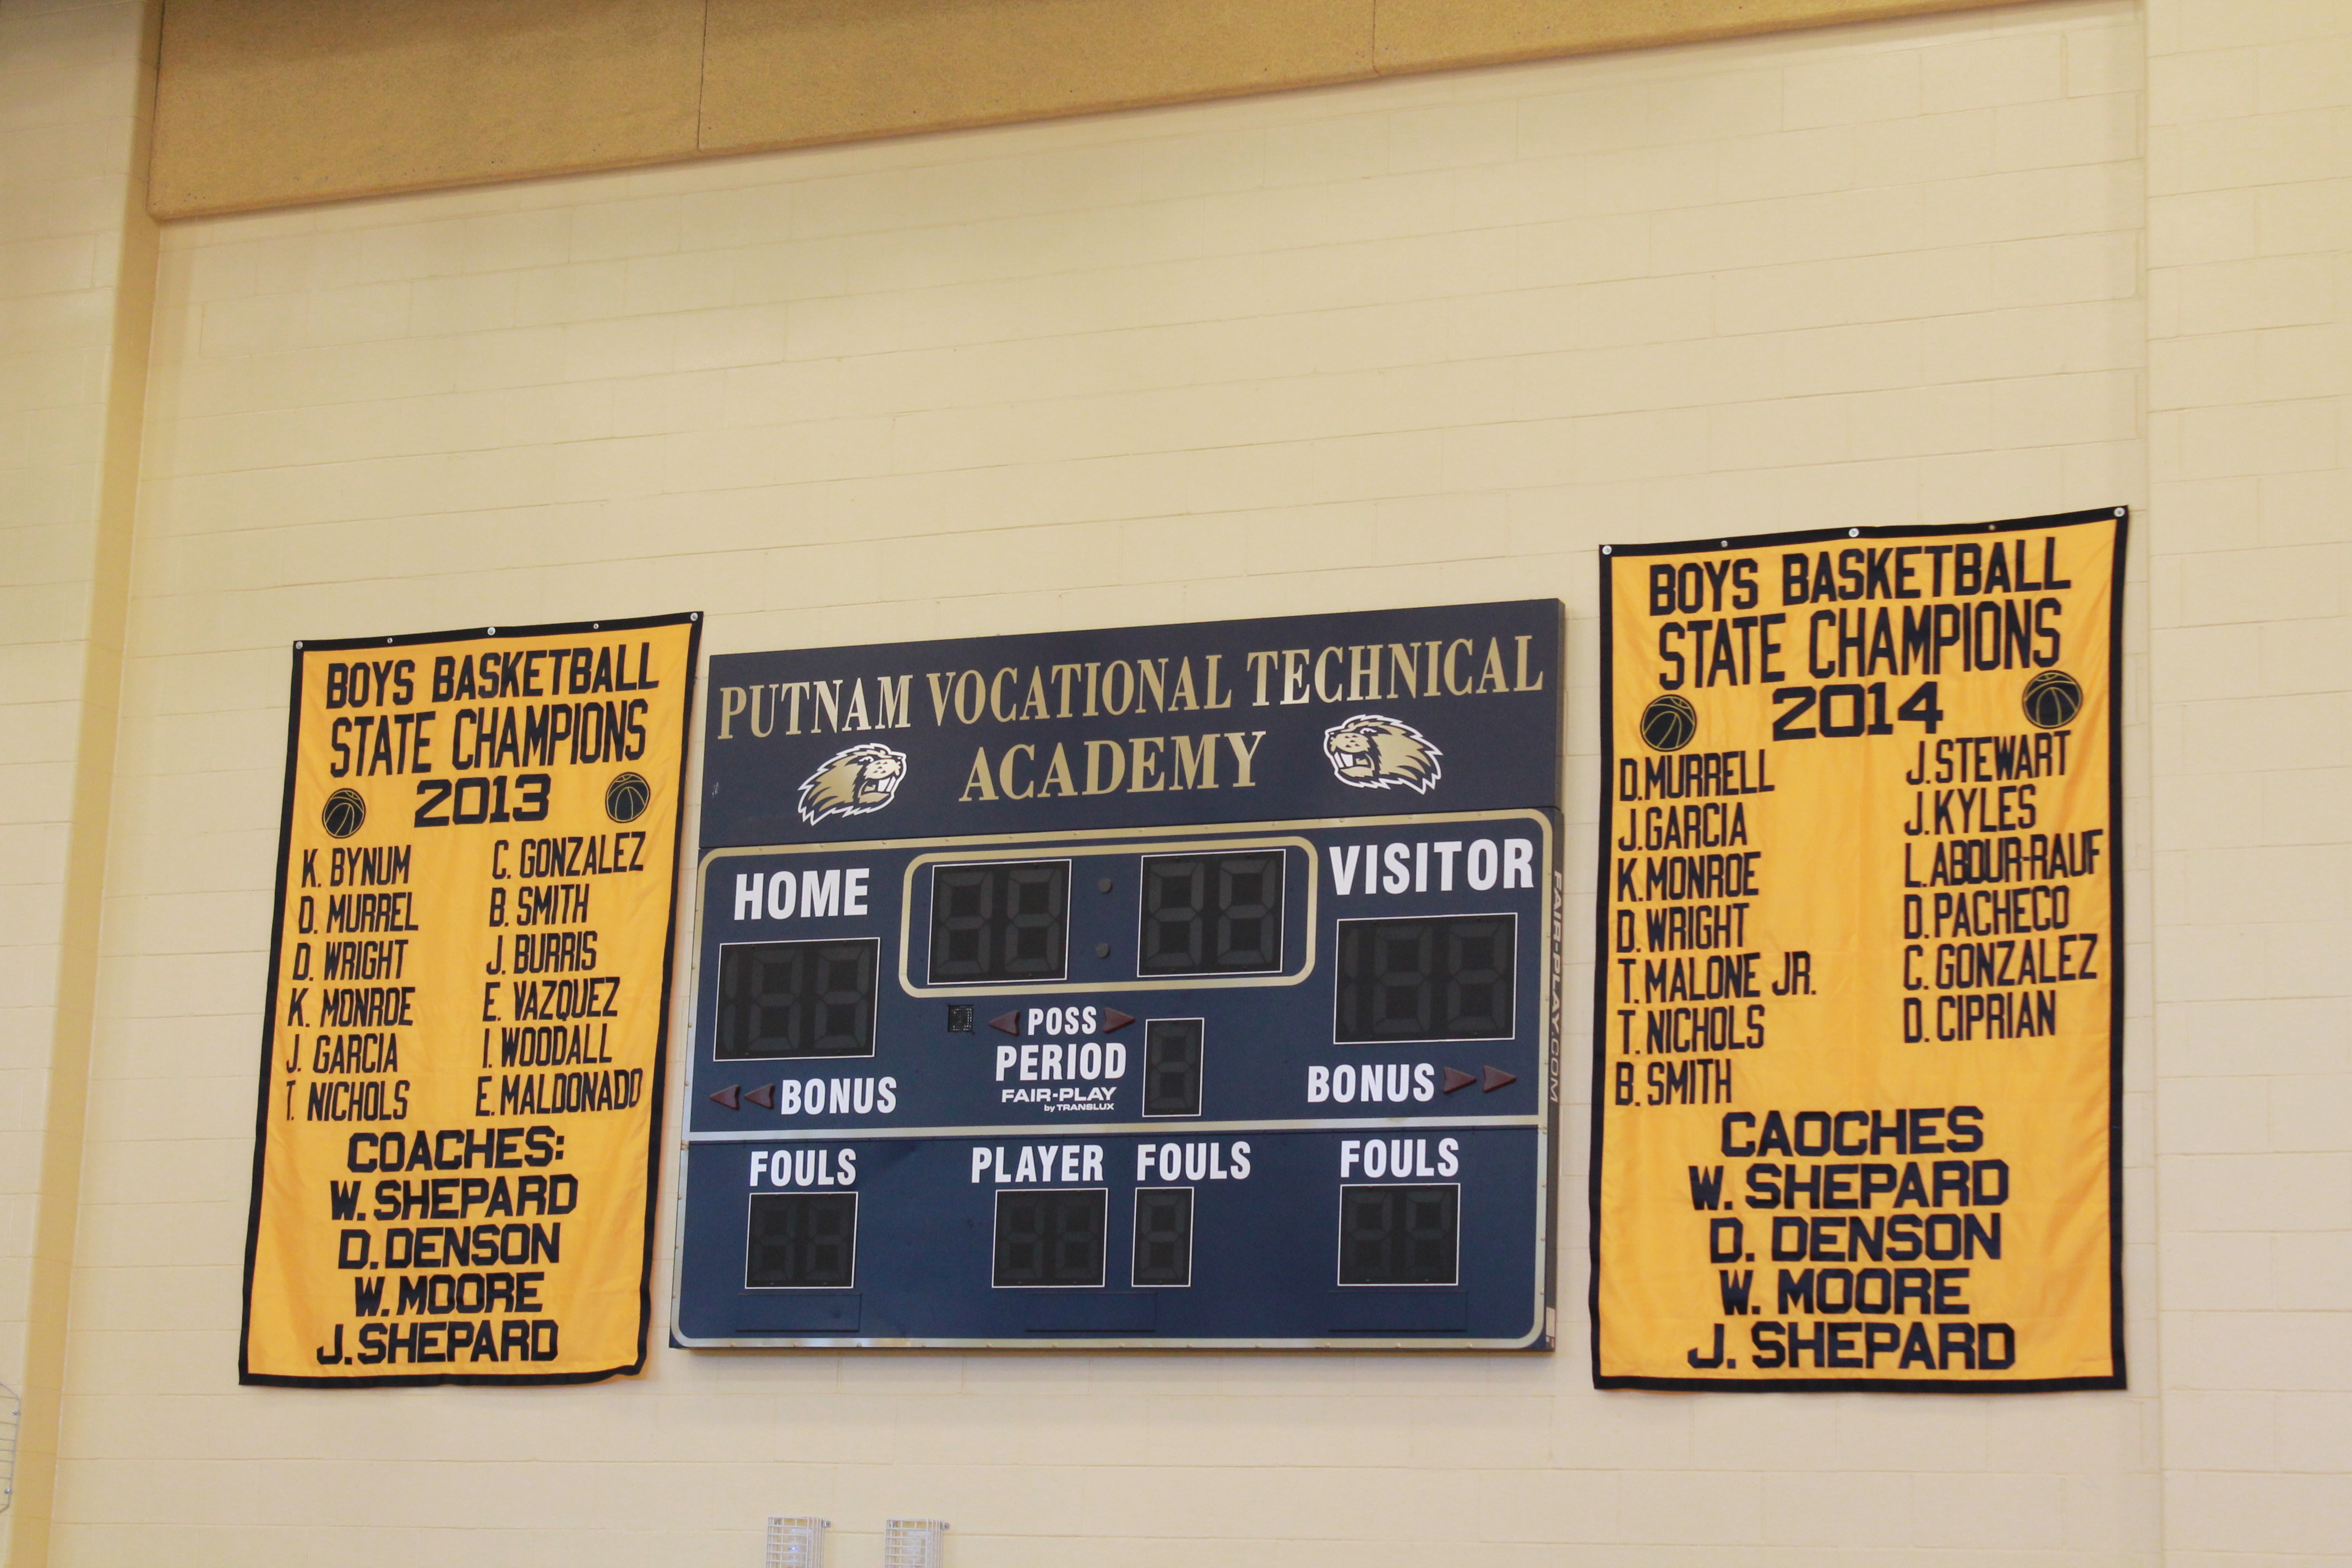 BOYS BASKETBALL
STATE CHAMPIONS
2013
K. BYNUM
D. MURREL
D. WRIGHT
K. MONROE
J. GARCIA
T. NICHOLS
C. GONZALEZ
B. SMITH
J. BURRIS
E. VAZQUEZ
I. WOODALL
E. MALDONADO
COACHES:
W. SHEPARD
D. DENSON
W. MOORE
J. SHEPARD
PUTNAM VOCATIONAL TECHNICAL
ACADEMY
HOME
VISITOR
POSS
PERIOD
FAIR-PLAY
by TRANSLUX
BONUS
BONUS
FOULS
PLAYER
FOULS
FOULS
FAIR-PLAY.COM
BOYS BASKETBALL
STATE CHAMPIONS
2014
D. MURRELL
J. GARCIA
K. MONROE
D. WRIGHT
T. MALONE JR.
T. NICHOLS
B. SMITH
J. STEWART
J. KYLES
L. ABDUR-RAUF
D. PACHECO
C. GONZALEZ
D. CIPRIAN
CAOCHES
W. SHEPARD
D. DENSON
W. MOORE
J. SHEPARD